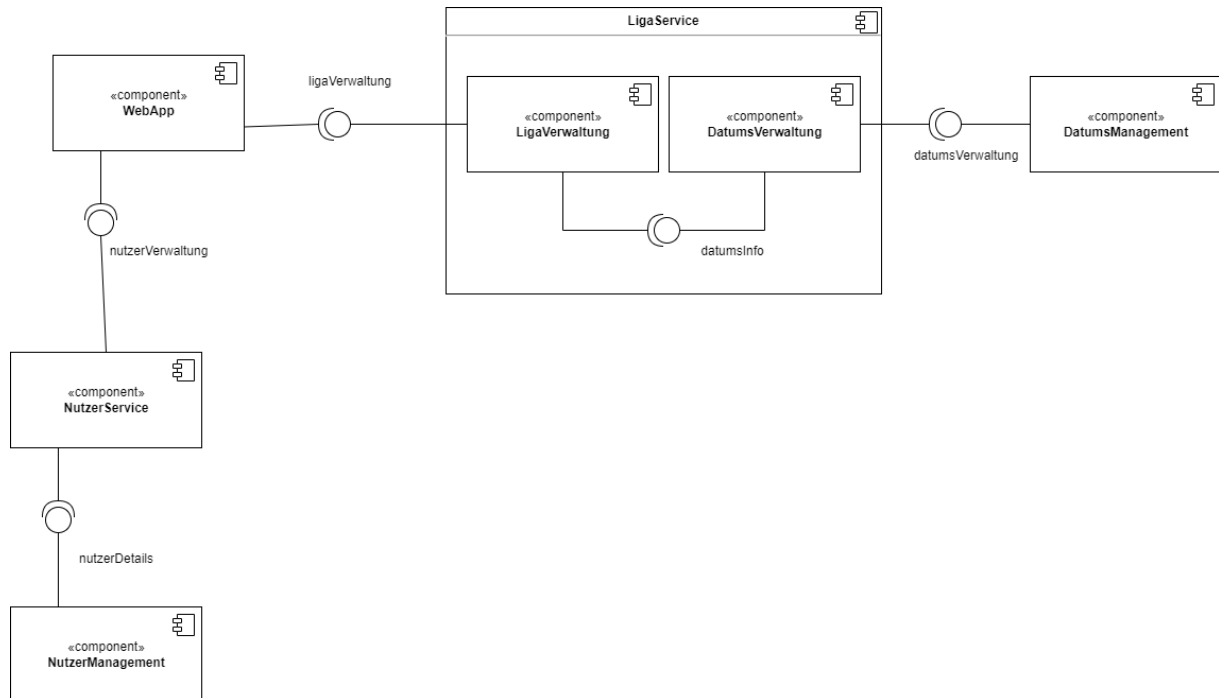 LigaService
«component»
WebApp
ligaVerwaltung
«component»
LigaVerwaltung
«component»
DatumsVerwaltung
datumsVerwaltung
«component»
DatumsManagement
nutzerVerwaltung
datumsInfo
«component»
NutzerService
nutzerDetails
«component»
NutzerManagement